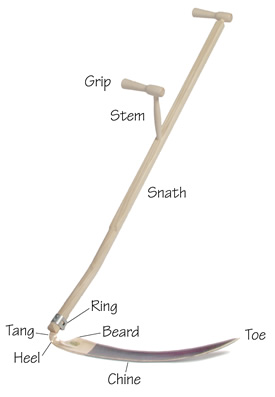 Grip
Stem
Snath
Ring
Tang
Beard
Toe
Heel
Chine